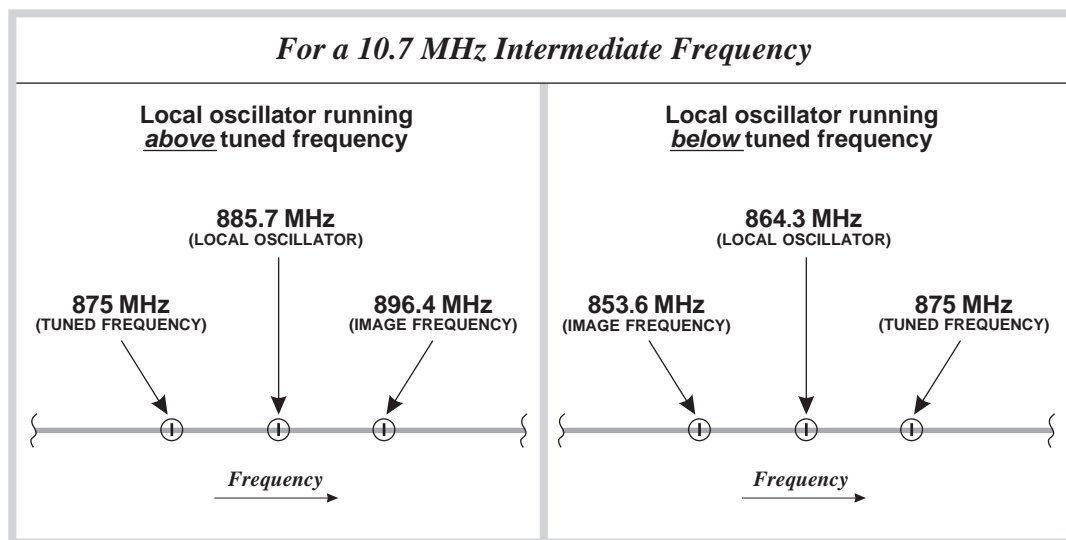 For a 10.7 MHz Intermediate Frequency
Local oscillator running
above tuned frequency
885.7 MHz
(LOCAL OSCILLATOR)
875 MHz
(TUNED FREQUENCY)
896.4 MHz
(IMAGE FREQUENCY)
Frequency
Local oscillator running
below tuned frequency
864.3 MHz
(LOCAL OSCILLATOR)
853.6 MHz
(IMAGE FREQUENCY)
875 MHz
(TUNED FREQUENCY)
Frequency